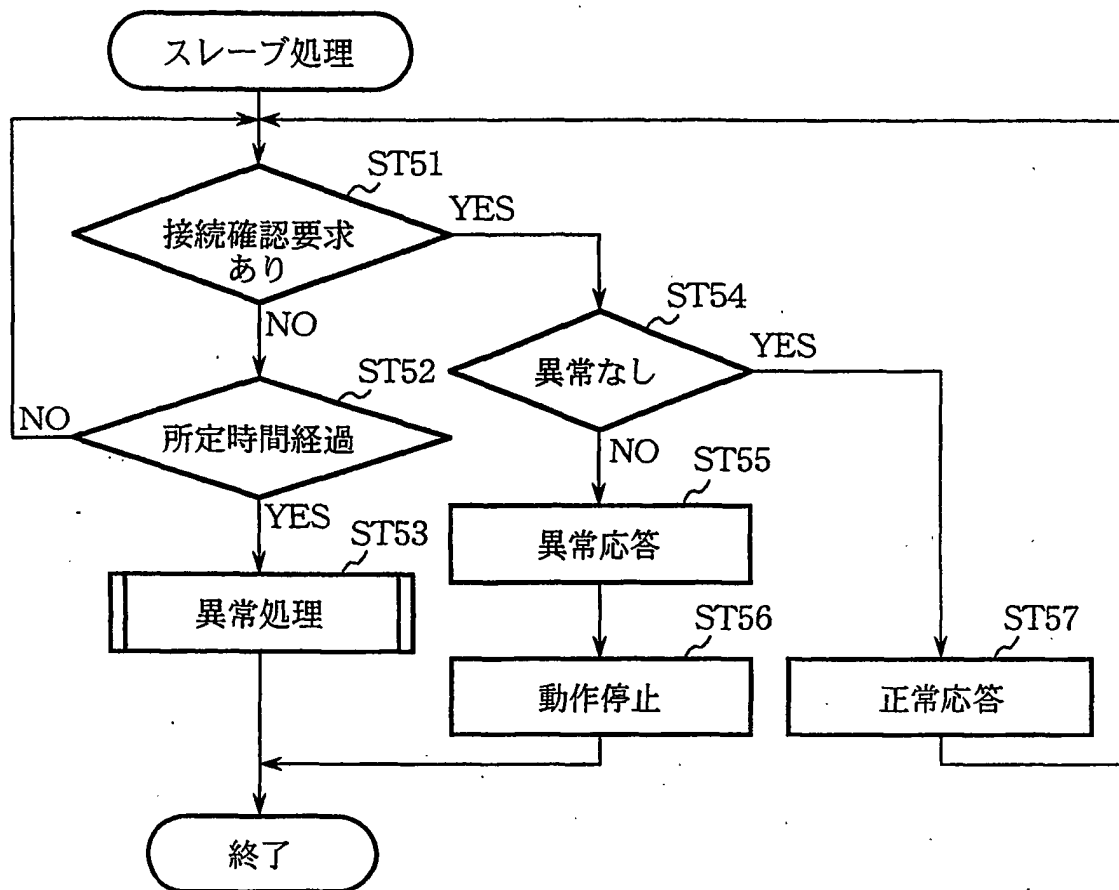 スレーブ処理
ST51
接続確認要求
あり
YES
NO
ST54
異常なし
YES
NO
ST52
所定時間経過
NO
YES
ST53
異常処理
ST55
異常応答
ST56
動作停止
ST57
正常応答
終了